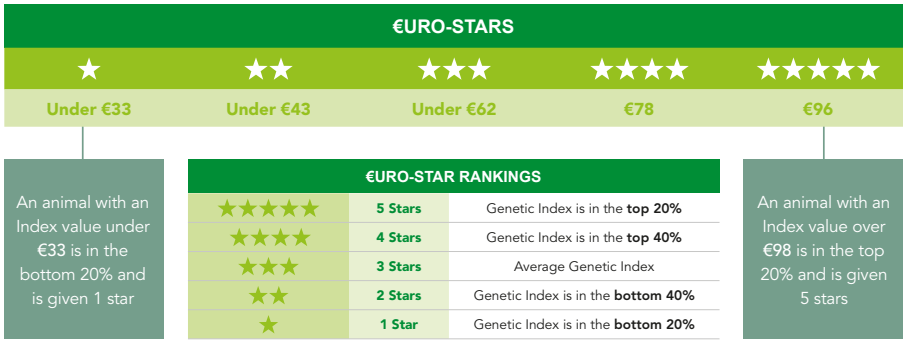 €URO-STARS
Under €33 Under €43 Under €62 €78 €96
An animal with an
Index value under
€33 is in the
bottom 20% and
is given 1 star
€URO-STAR RANKINGS
5 Stars Genetic Index is in the top 20%
4 Stars Genetic Index is in the top 40%
3 Stars Average Genetic Index
2 Stars Genetic Index is in the bottom 40%
1 Star Genetic Index is in the bottom 20%
An animal with an
Index value over
€98 is in the top
20% and is given
5 stars